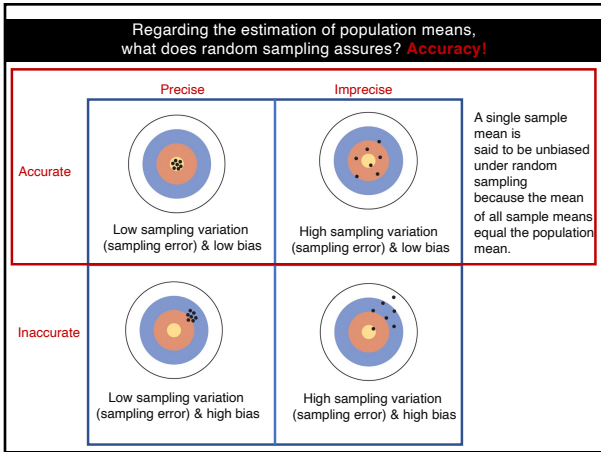 Regarding the estimation of population means,
what does random sampling assures? Accuracy!
Precise
Imprecise
Accurate
A single sample
mean is
said to be unbiased
under random
sampling
because the mean
of all sample means
equal the population
mean.
Low sampling variation
(sampling error) & low bias
High sampling variation
(sampling error) & low bias
Inaccurate
Low sampling variation
(sampling error) & high bias
High sampling variation
(sampling error) & high bias